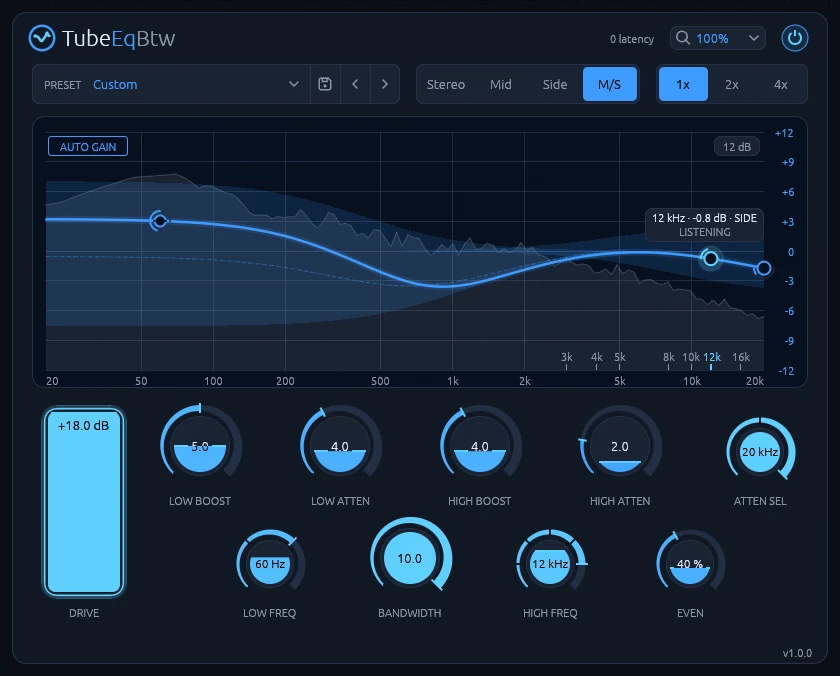 TubeEqBtw
0 latency
100%
PRESET Custom
Stereo Mid Side M/S
1x 2x 4x
AUTO GAIN
12 dB
+12
+9
+6
+3
0
-3
-6
-9
-12
12 kHz · -0.8 dB · SIDE
LISTENING
3k 4k 5k 8k 10k 12k 16k
20 50 100 200 500 1k 2k 5k 10k 20k
+18.0 dB
DRIVE
5.0 4.0 4.0 2.0 20 kHz
LOW BOOST LOW ATTEN HIGH BOOST HIGH ATTEN ATTEN SEL
60 Hz 10.0 12 kHz 40 %
LOW FREQ BANDWIDTH HIGH FREQ EVEN
v1.0.0